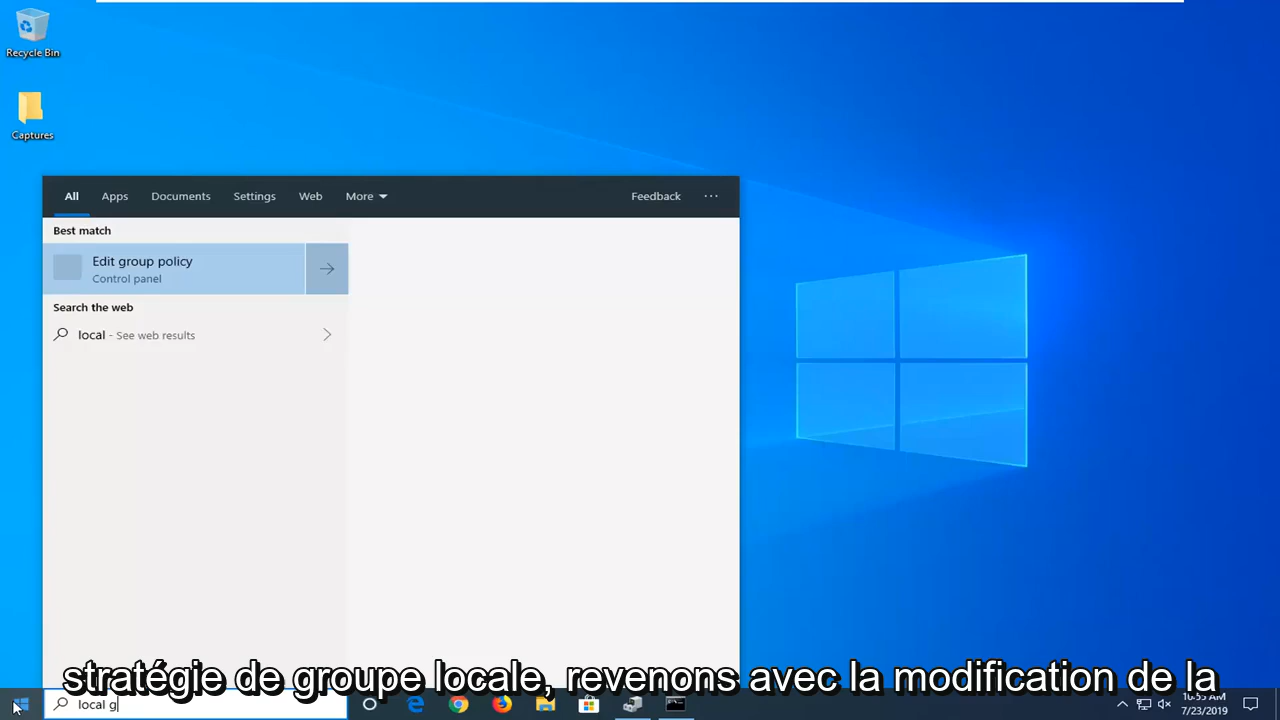 Recycle Bin
Captures
All Apps Documents Settings Web More Feedback ···
Best match
Edit group policy
Control panel
Search the web
local - See web results
stratégie de groupe locale, revenons avec la modification de la
local g
10:55 AM
7/23/2019